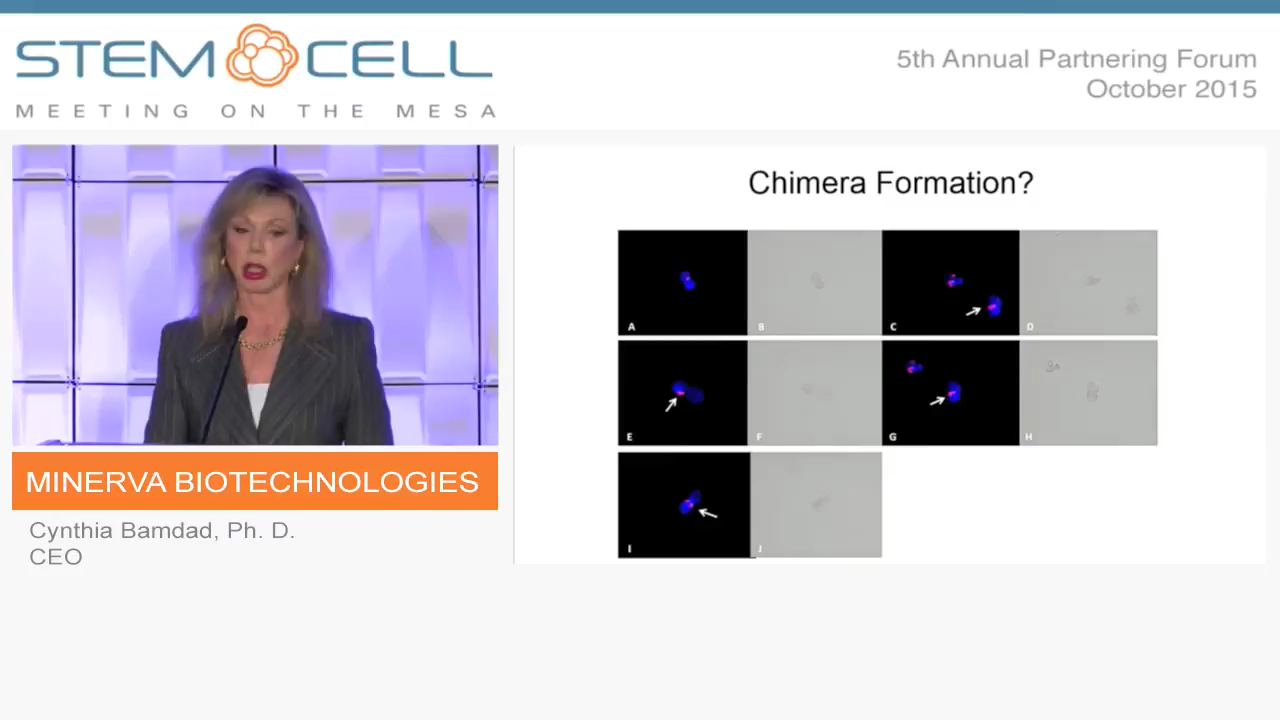 STEM CELL
MEETING ON THE MESA
5th Annual Partnering Forum
October 2015
Chimera Formation?
A
B
C
D
E
F
G
H
I
J
MINERVA BIOTECHNOLOGIES
Cynthia Bamdad, Ph. D.
CEO